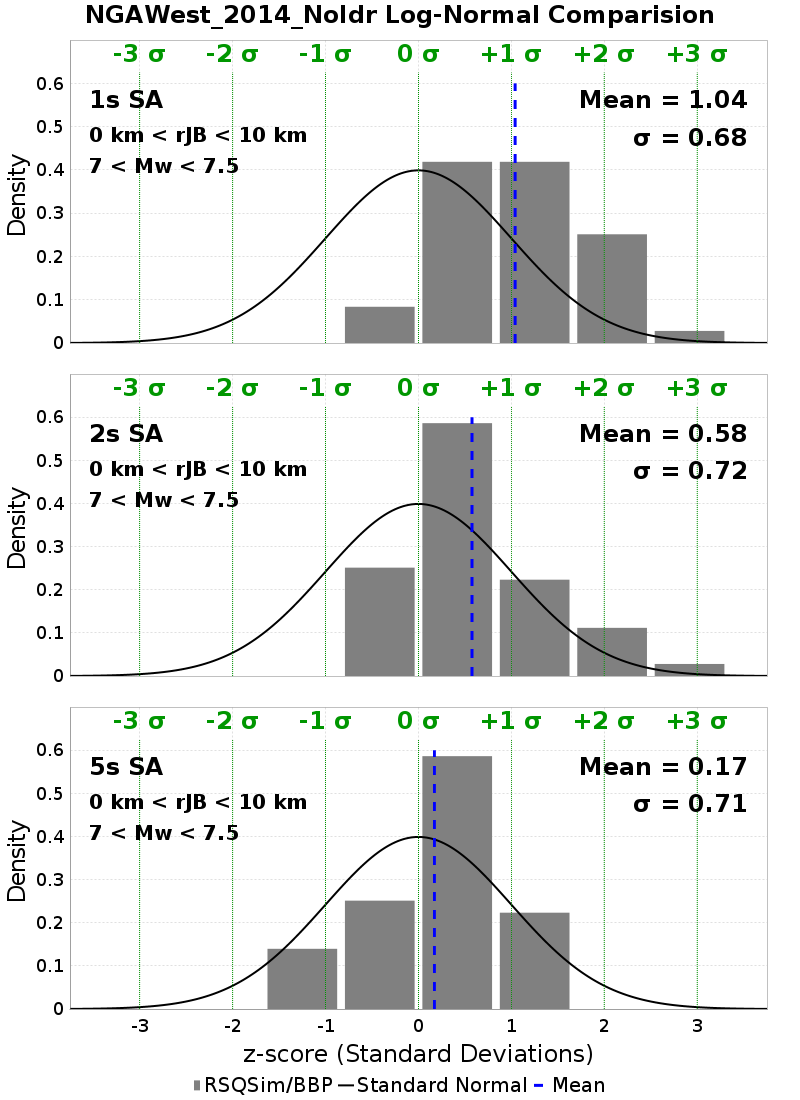 NGAWest_2014_NoIdr Log-Normal Comparision
-3 σ -2 σ -1 σ 0 σ +1 σ +2 σ +3 σ
1s SA
Mean = 1.04
0 km < rJB < 10 km
σ = 0.68
7 < Mw < 7.5
Density
0.6
0.5
0.4
0.3
0.2
0.1
0
-3 σ -2 σ -1 σ 0 σ +1 σ +2 σ +3 σ
2s SA
Mean = 0.58
0 km < rJB < 10 km
σ = 0.72
7 < Mw < 7.5
Density
0.6
0.5
0.4
0.3
0.2
0.1
0
-3 σ -2 σ -1 σ 0 σ +1 σ +2 σ +3 σ
5s SA
Mean = 0.17
0 km < rJB < 10 km
σ = 0.71
7 < Mw < 7.5
Density
0.6
0.5
0.4
0.3
0.2
0.1
0
-3 -2 -1 0 1 2 3
z-score (Standard Deviations)
RSQSim/BBP Standard Normal Mean